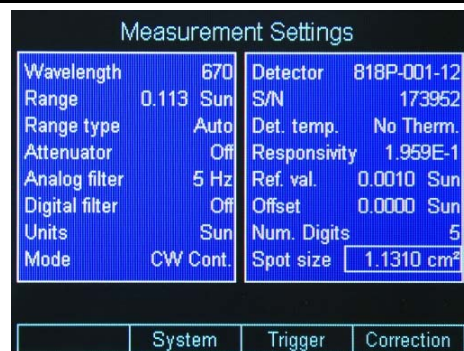 Measurement Settings
Wavelength 670
Range 0.113 Sun
Range type Auto
Attenuator Off
Analog filter 5 Hz
Digital filter Off
Units Sun
Mode CW Cont.
Detector 818P-001-12
S/N 173952
Det. temp. No Therm.
Responsivity 1.959E-1
Ref. val. 0.0010 Sun
Offset 0.0000 Sun
Num. Digits 5
Spot size 1.1310 cm²
System Trigger Correction